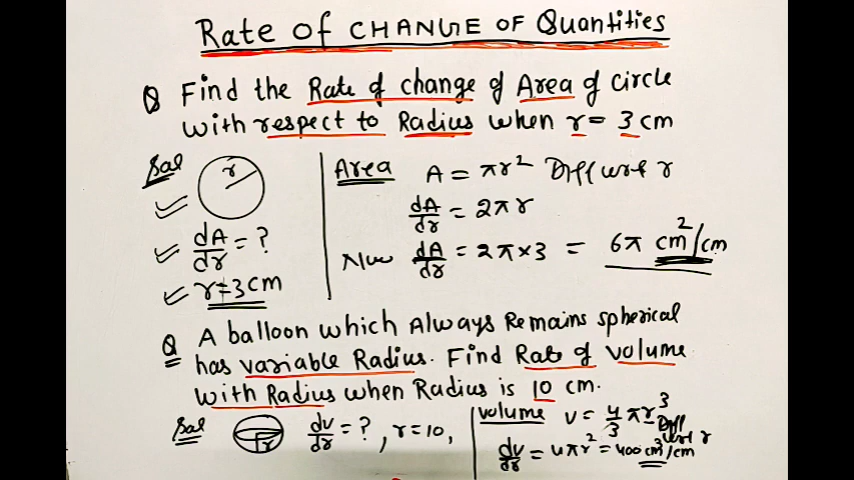 Rate of CHANGE OF Quantities
Q Find the Rate of change of Area of circle
with respect to Radius when r = 3 cm
Sol
r
Area A = πr² Diff w.r.t r
dA/dr = 2πr
dA/dr = ?
Now dA/dr = 2π×3 = 6π cm²/cm
r=3cm
Q A balloon which Always Remains spherical
has variable Radius. Find Rate of volume
with Radius when Radius is 10 cm.
Sol
r
dv/dr = ?, r=10,
volume v = 4/3 πr³
Diff w.r.t r
dv/dr = 4πr² = 400 cm³/cm